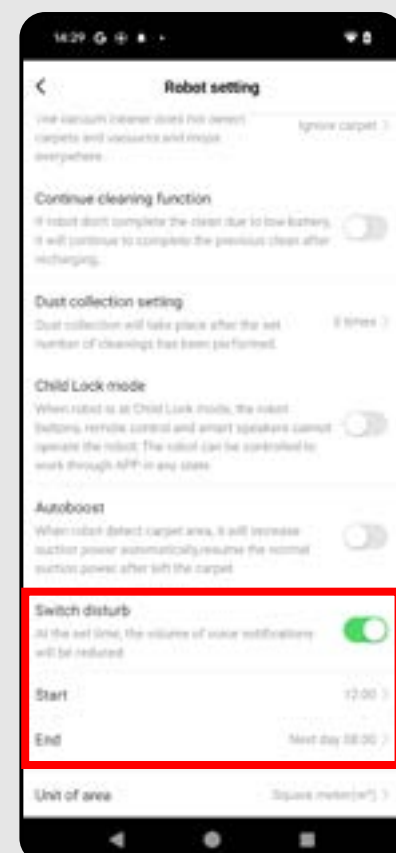 14:29 G
Robot setting
The vacuum cleaner does not detect
carpets and vacuums and mops
everywhere.
Ignore carpet
Continue cleaning function
If robot don't complete the clean due to low battery,
it will continue to complete the previous clean after
recharging.
Dust collection setting
Dust collection will take place after the set
number of cleanings has been performed.
times
Child Lock mode
When robot is at Child Lock mode, the robot
buttons, remote control and smart speakers cannot
operate the robot. The robot can be controlled to
work through APP in any state
Autoboost
When robot detect carpet area, it will increase
suction power automatically,resume the normal
suction power after left the carpet
Switch disturb
At the set time, the volume of voice notifications
will be reduced
Start
12:00
End
Next day 08:00
Unit of area
Square meter(m²)